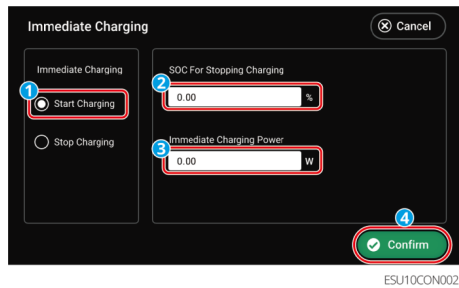 Immediate Charging
Cancel
Immediate Charging
1
Start Charging
Stop Charging
SOC For Stopping Charging
2
0.00 %
Immediate Charging Power
3
0.00 W
4
Confirm
ESU10CON002